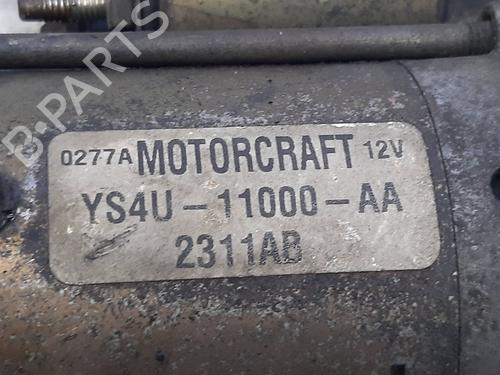 B-PARTS
0277A MOTORCRAFT 12V
YS4U-11000-AA
2311AB